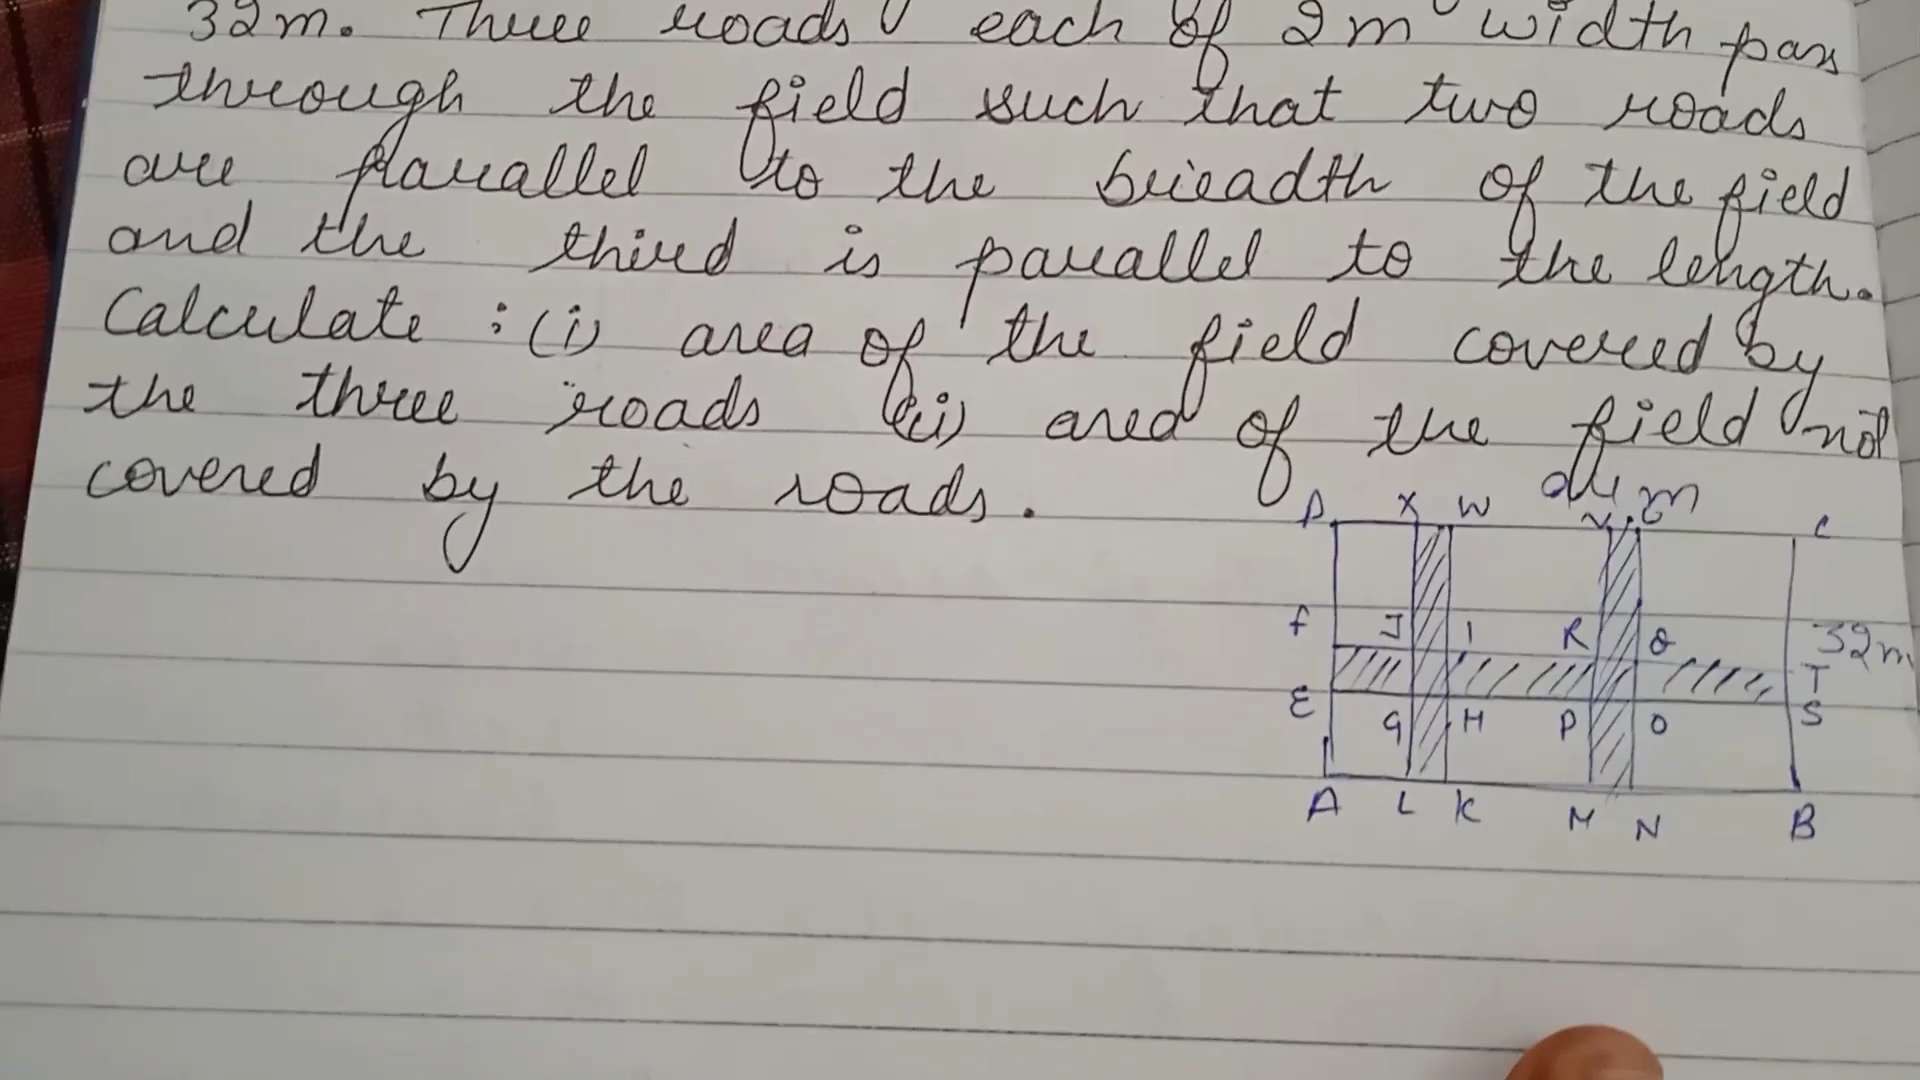 32m. Three roads each of 2m width pass
through the field such that two roads
are parallel to the breadth of the field
and the third is parallel to the length.
Calculate : (i) area of the field covered by
the three roads (ii) area of the field not
covered by the roads.
m
D X W V C
F J I R Q 32m
T
E G H P O S
A L K M N B